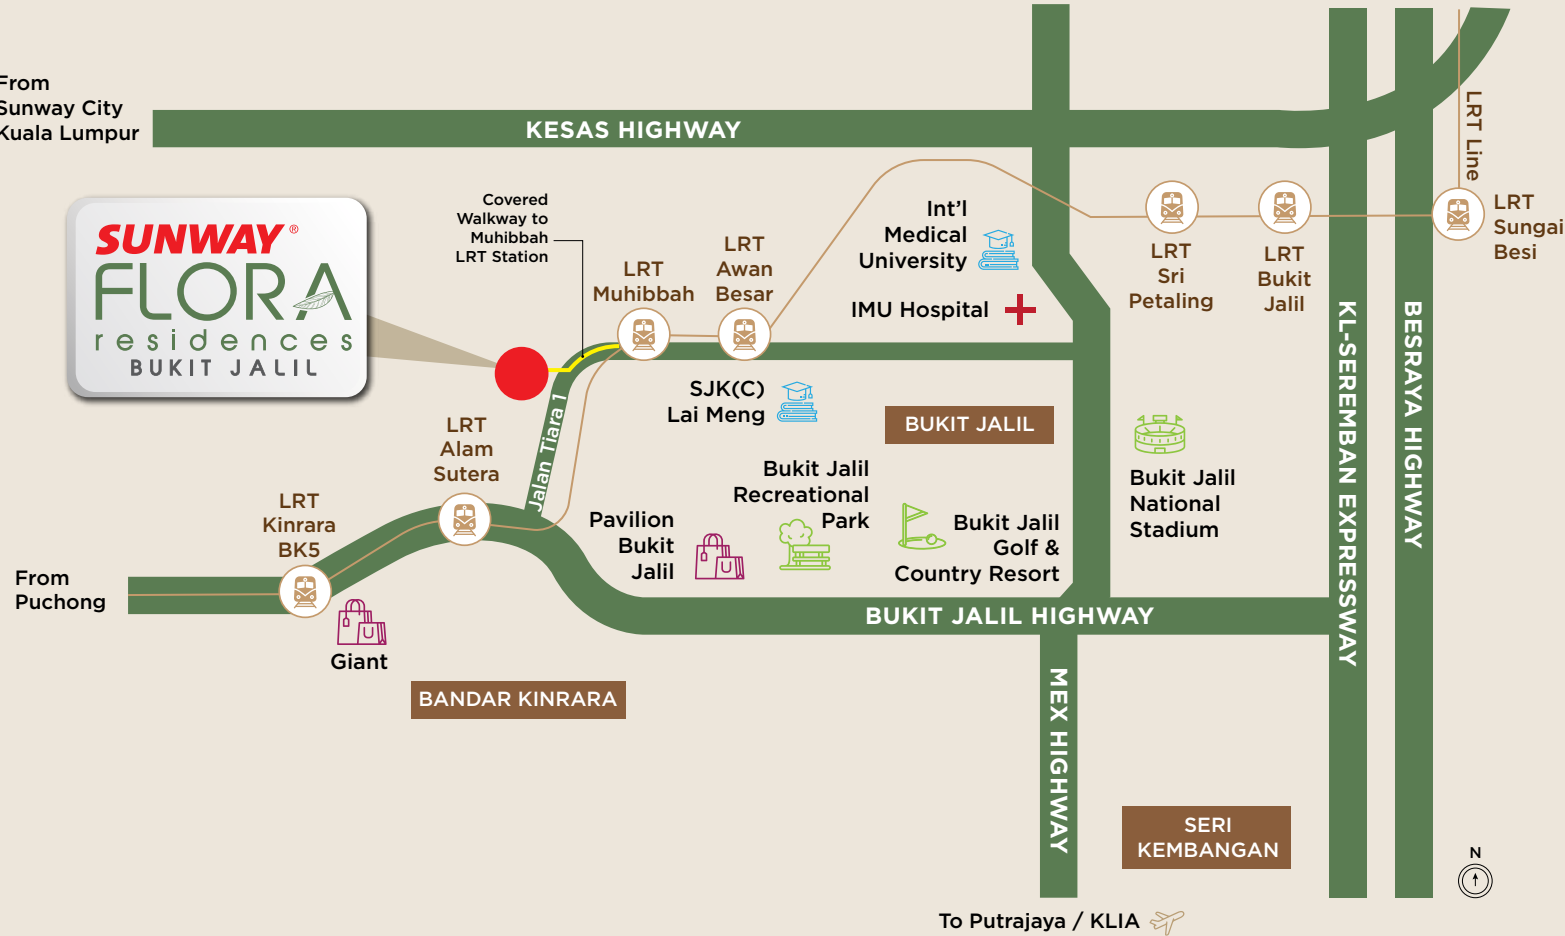 From
Sunway City
Kuala Lumpur
KESAS HIGHWAY
LRT Line
SUNWAY®
FLORA
residences
BUKIT JALIL
Covered
Walkway to
Muhibbah
LRT Station
LRT
Muhibbah
LRT
Awan
Besar
Int'l
Medical
University
IMU Hospital
LRT
Sri
Petaling
LRT
Bukit
Jalil
LRT
Sungai
Besi
KL-SEREMBAN EXPRESSWAY
BESRAYA HIGHWAY
SJK(C)
Lai Meng
BUKIT JALIL
Jalan Tiara 1
LRT
Alam
Sutera
LRT
Kinrara
BK5
From
Puchong
Giant
Pavilion
Bukit
Jalil
Bukit Jalil
Recreational
Park
Bukit Jalil
Golf &
Country Resort
Bukit Jalil
National
Stadium
BUKIT JALIL HIGHWAY
BANDAR KINRARA
MEX HIGHWAY
SERI
KEMBANGAN
N
To Putrajaya / KLIA